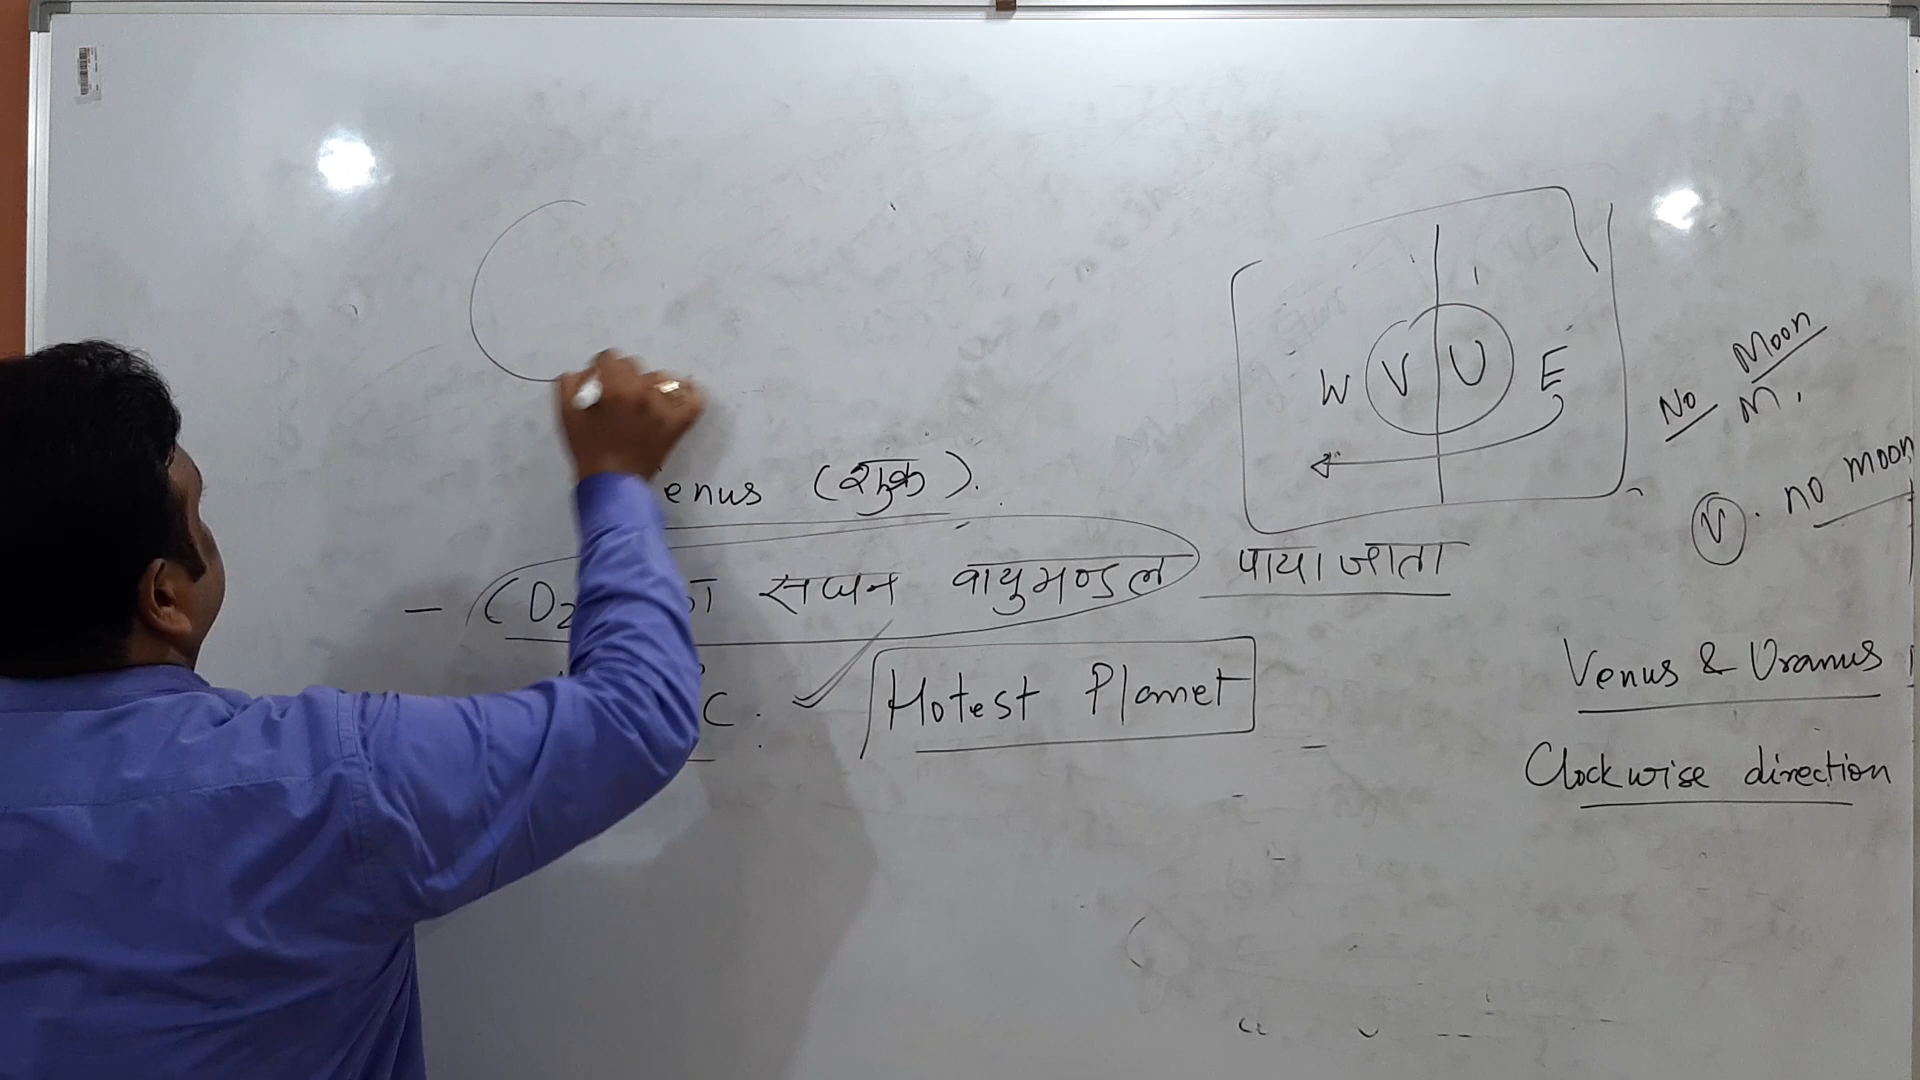 enus (शुक्र).
- CO2 सघन वायुमण्डल पाया जाता
C. ✓ Hotest Planet
W V U E
No Moon
M.
V. no moon
Venus & Uranus
Clockwise direction